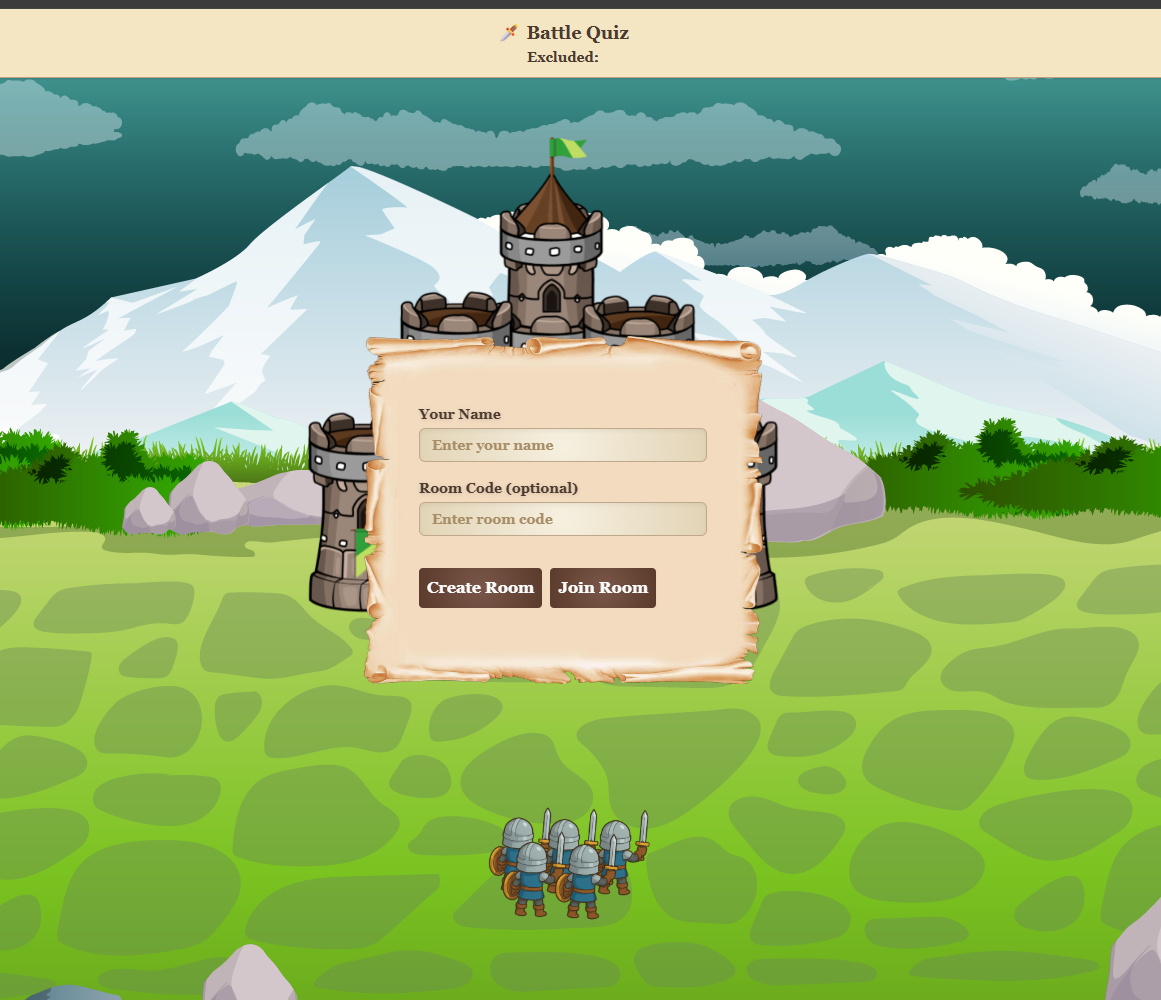 Battle Quiz
Excluded:
Your Name
Enter your name
Room Code (optional)
Enter room code
Create Room Join Room